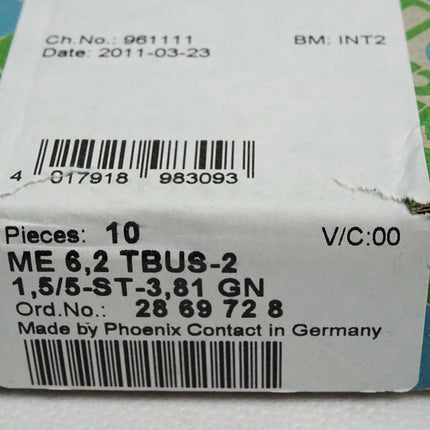 Ch.No.: 961111 BM: INT2
Date: 2011-03-23
4 017918 983093
Pieces: 10 V/C:00
ME 6,2 TBUS-2
1,5/5-ST-3,81 GN
Ord.No.: 28 69 72 8
Made by Phoenix Contact in Germany